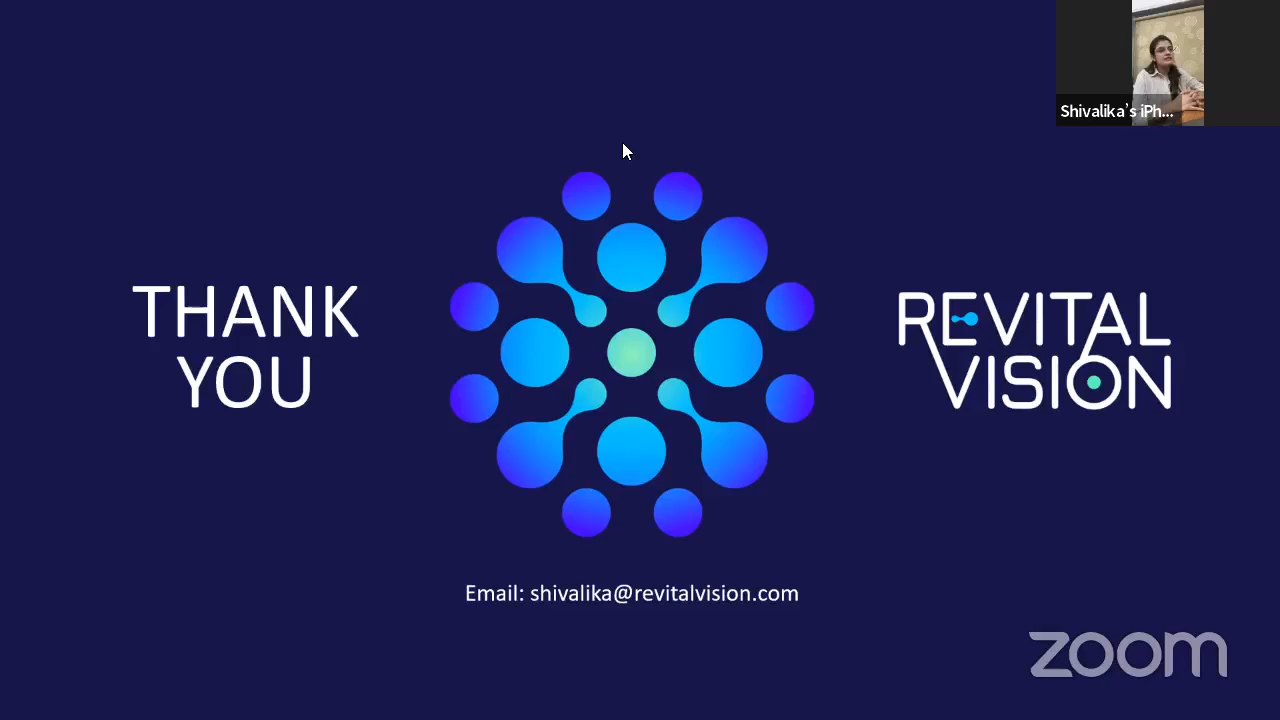 Shivalika's iPh...
THANK
YOU
REVITAL
VISION
Email: shivalika@revitalvision.com
zoom